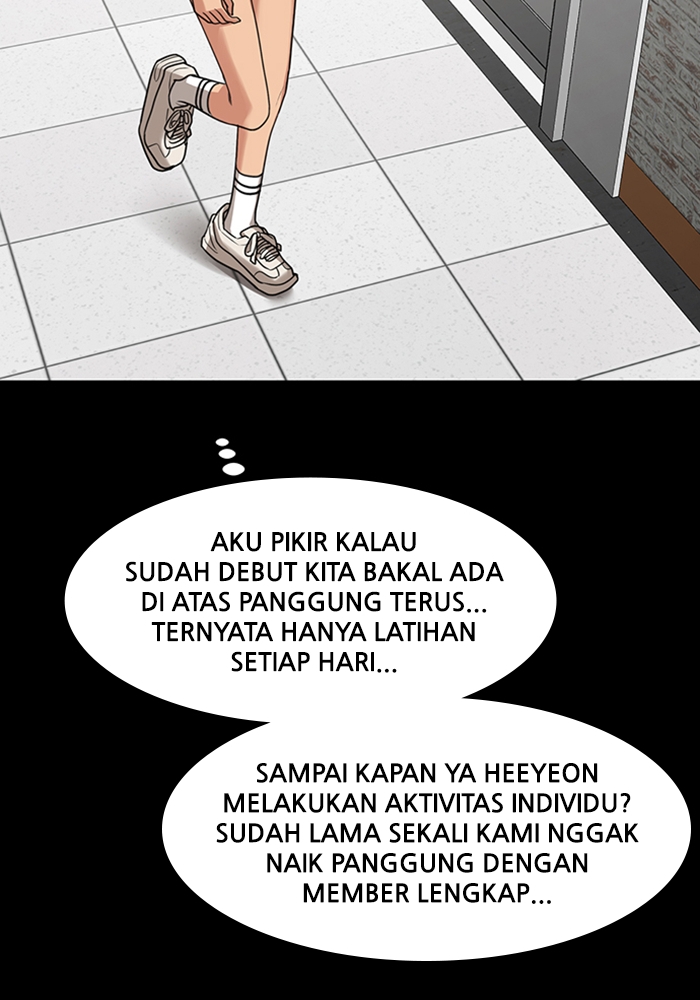 AKU PIKIR KALAU
SUDAH DEBUT KITA BAKAL ADA
DI ATAS PANGGUNG TERUS...
TERNYATA HANYA LATIHAN
SETIAP HARI...
SAMPAI KAPAN YA HEEYEON
MELAKUKAN AKTIVITAS INDIVIDU?
SUDAH LAMA SEKALI KAMI NGGAK
NAIK PANGGUNG DENGAN
MEMBER LENGKAP...